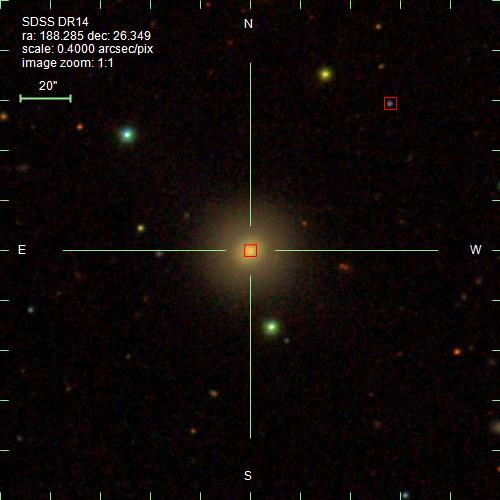 SDSS DR14
ra: 188.285 dec: 26.349
scale: 0.4000 arcsec/pix
image zoom: 1:1
20"
N
E
W
S